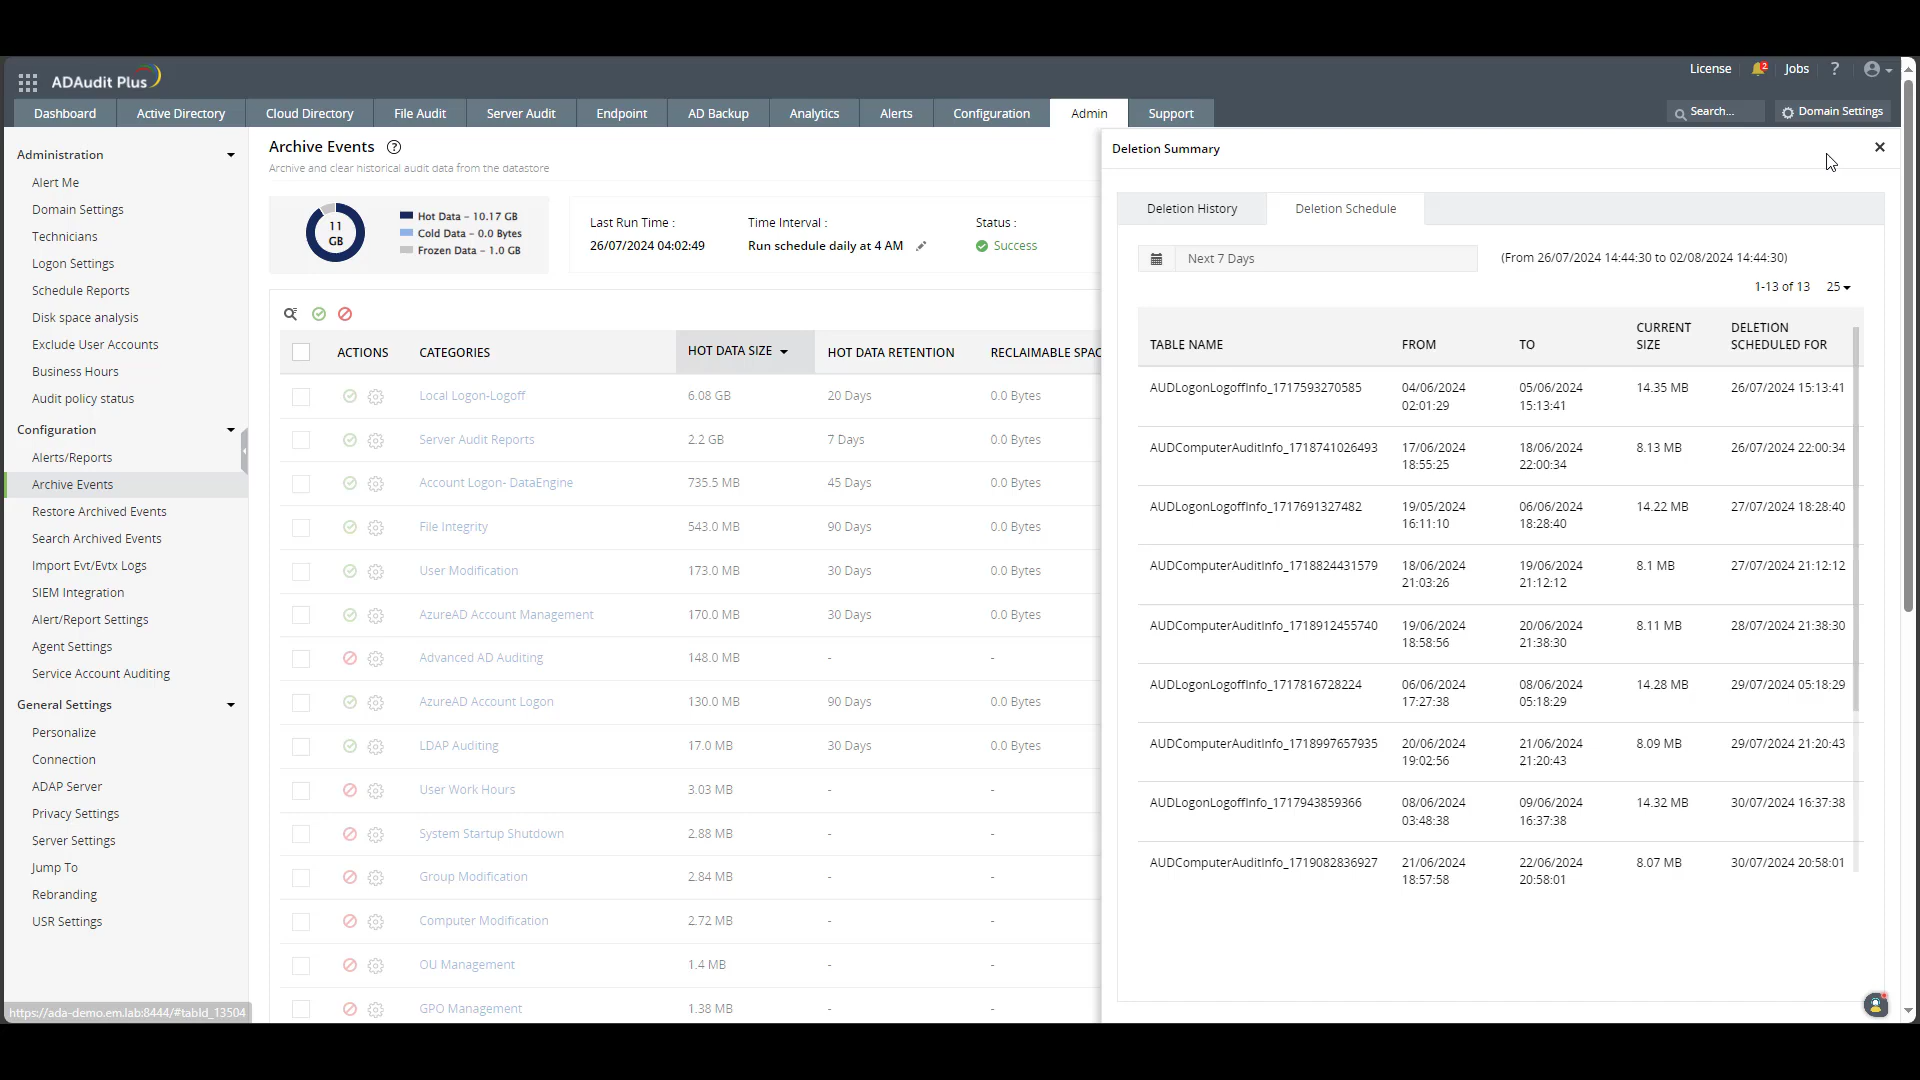 ADAudit Plus
License
2
Jobs
?
Dashboard
Active Directory
Cloud Directory
File Audit
Server Audit
Endpoint
AD Backup
Analytics
Alerts
Configuration
Admin
Support
Search...
Domain Settings
Administration
Alert Me
Domain Settings
Technicians
Logon Settings
Schedule Reports
Disk space analysis
Exclude User Accounts
Business Hours
Audit policy status
Configuration
Alerts/Reports
Archive Events
Restore Archived Events
Search Archived Events
Import Evt/Evtx Logs
SIEM Integration
Alert/Report Settings
Agent Settings
Service Account Auditing
General Settings
Personalize
Connection
ADAP Server
Privacy Settings
Server Settings
Jump To
Rebranding
USR Settings
https://ada-demo.em.lab:8444/#tabId_13504
Archive Events ?
Archive and clear historical audit data from the datastore
11
GB
Hot Data – 10.17 GB
Cold Data – 0.0 Bytes
Frozen Data – 1.0 GB
Last Run Time :
26/07/2024 04:02:49
Time Interval :
Run schedule daily at 4 AM
Status :
Success
ACTIONS CATEGORIES HOT DATA SIZE HOT DATA RETENTION RECLAIMABLE SPAC
Local Logon-Logoff 6.08 GB 20 Days 0.0 Bytes
Server Audit Reports 2.2 GB 7 Days 0.0 Bytes
Account Logon- DataEngine 735.5 MB 45 Days 0.0 Bytes
File Integrity 543.0 MB 90 Days 0.0 Bytes
User Modification 173.0 MB 30 Days 0.0 Bytes
AzureAD Account Management 170.0 MB 30 Days 0.0 Bytes
Advanced AD Auditing 148.0 MB - -
AzureAD Account Logon 130.0 MB 90 Days 0.0 Bytes
LDAP Auditing 17.0 MB 30 Days 0.0 Bytes
User Work Hours 3.03 MB - -
System Startup Shutdown 2.88 MB - -
Group Modification 2.84 MB - -
Computer Modification 2.72 MB - -
OU Management 1.4 MB - -
GPO Management 1.38 MB - -
Deletion Summary
Deletion History
Deletion Schedule
Next 7 Days
(From 26/07/2024 14:44:30 to 02/08/2024 14:44:30)
1-13 of 13 25
TABLE NAME FROM TO CURRENT SIZE DELETION SCHEDULED FOR
AUDLogonLogoffInfo_1717593270585 04/06/2024 02:01:29 05/06/2024 15:13:41 14.35 MB 26/07/2024 15:13:41
AUDComputerAuditInfo_1718741026493 17/06/2024 18:55:25 18/06/2024 22:00:34 8.13 MB 26/07/2024 22:00:34
AUDLogonLogoffInfo_1717691327482 19/05/2024 16:11:10 06/06/2024 18:28:40 14.22 MB 27/07/2024 18:28:40
AUDComputerAuditInfo_1718824431579 18/06/2024 21:03:26 19/06/2024 21:12:12 8.1 MB 27/07/2024 21:12:12
AUDComputerAuditInfo_1718912455740 19/06/2024 18:58:56 20/06/2024 21:38:30 8.11 MB 28/07/2024 21:38:30
AUDLogonLogoffInfo_1717816728224 06/06/2024 17:27:38 08/06/2024 05:18:29 14.28 MB 29/07/2024 05:18:29
AUDComputerAuditInfo_1718997657935 20/06/2024 19:02:56 21/06/2024 21:20:43 8.09 MB 29/07/2024 21:20:43
AUDLogonLogoffInfo_1717943859366 08/06/2024 03:48:38 09/06/2024 16:37:38 14.32 MB 30/07/2024 16:37:38
AUDComputerAuditInfo_1719082836927 21/06/2024 18:57:58 22/06/2024 20:58:01 8.07 MB 30/07/2024 20:58:01